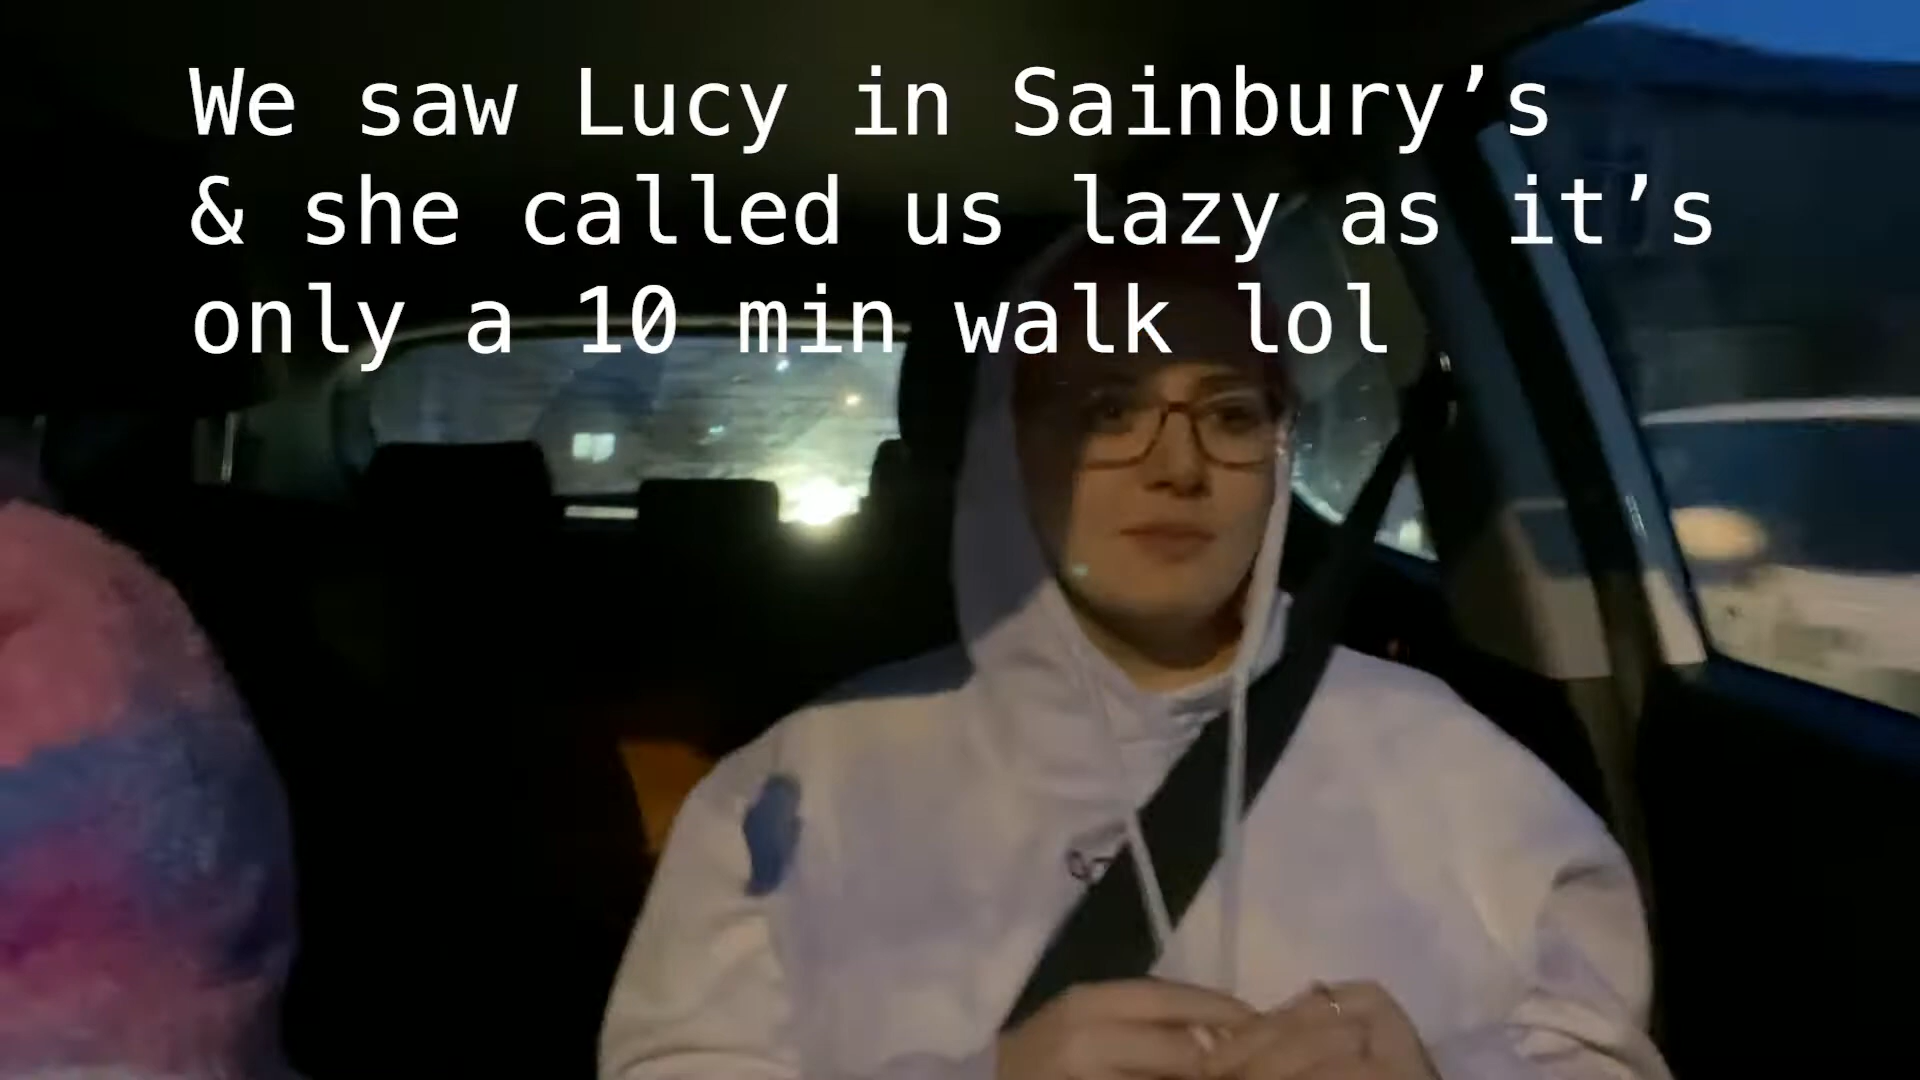 We saw Lucy in Sainbury’s
& she called us lazy as it’s
only a 10 min walk lol